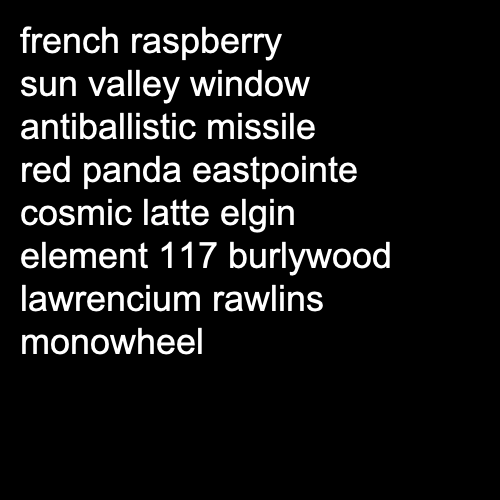 french raspberry
sun valley window
antiballistic missile
red panda eastpointe
cosmic latte elgin
element 117 burlywood
lawrencium rawlins
monowheel